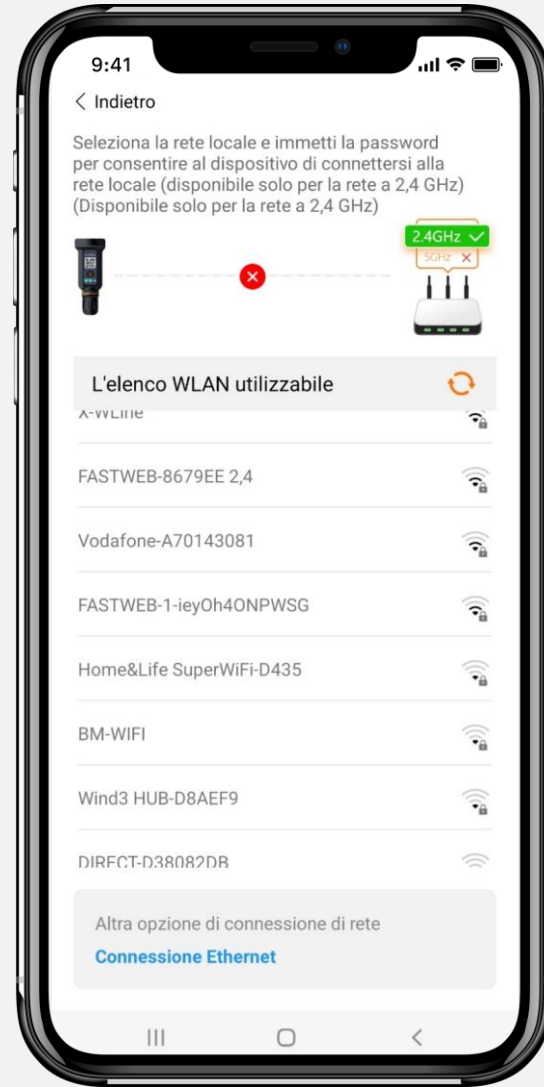 9:41
Indietro
Seleziona la rete locale e immetti la password
per consentire al dispositivo di connettersi alla
rete locale (disponibile solo per la rete a 2,4 GHz)
(Disponibile solo per la rete a 2,4 GHz)
2.4GHz
5GHz
L'elenco WLAN utilizzabile
X-WLine
FASTWEB-8679EE 2,4
Vodafone-A70143081
FASTWEB-1-ieyOh4ONPWSG
Home&Life SuperWiFi-D435
BM-WIFI
Wind3 HUB-D8AEF9
DIRECT-D38082DB
Altra opzione di connessione di rete
Connessione Ethernet